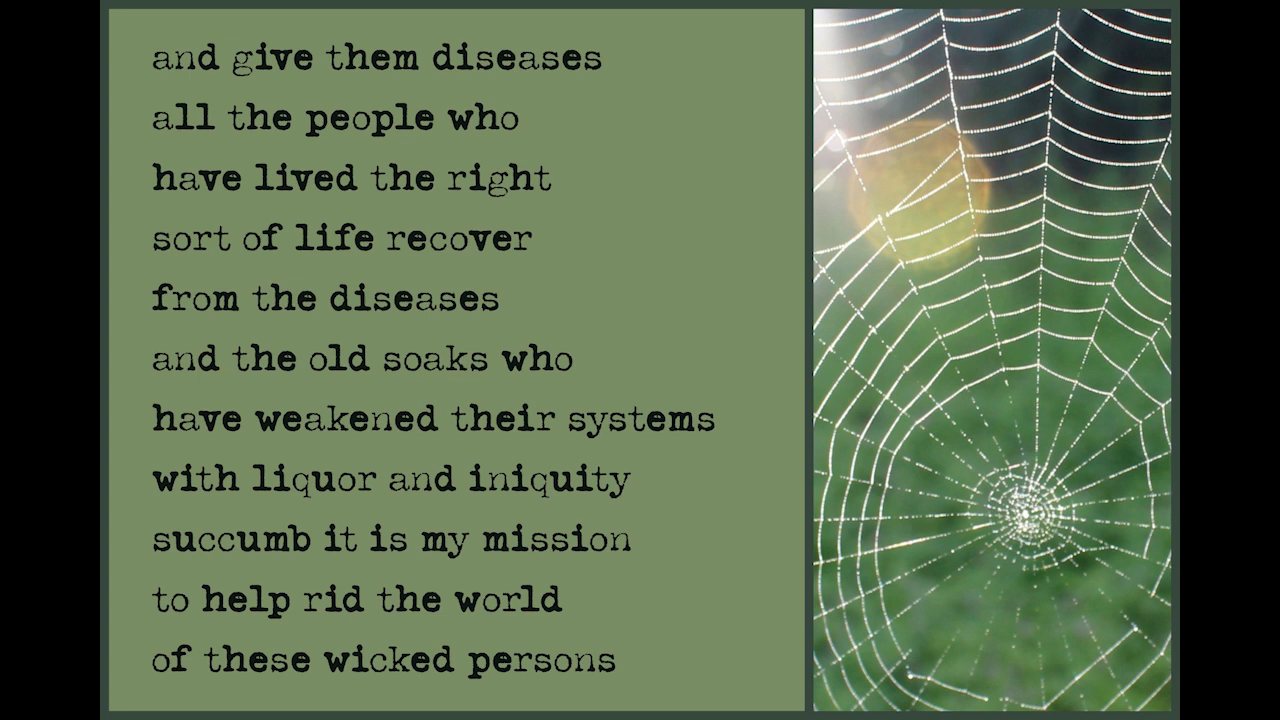 and give them diseases
all the people who
have lived the right
sort of life recover
from the diseases
and the old soaks who
have weakened their systems
with liquor and iniquity
succumb it is my mission
to help rid the world
of these wicked persons